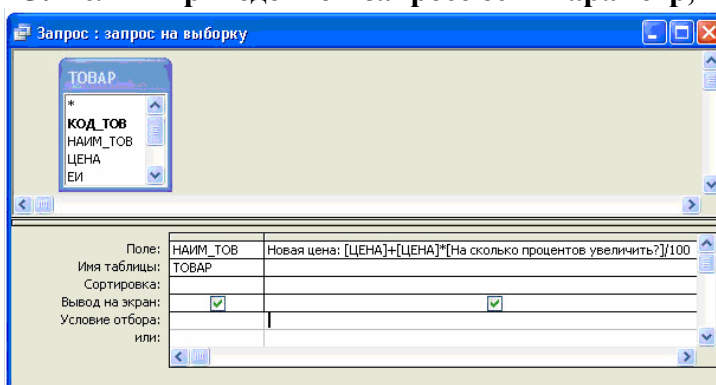 Запрос : запрос на выборку
ТОВАР
*
КОД_ТОВ
НАИМ_ТОВ
ЦЕНА
ЕИ
Поле: НАИМ_ТОВ Новая цена: [ЦЕНА]+[ЦЕНА]*[На сколько процентов увеличить?]/100
Имя таблицы: ТОВАР
Сортировка:
Вывод на экран:
Условие отбора:
или: